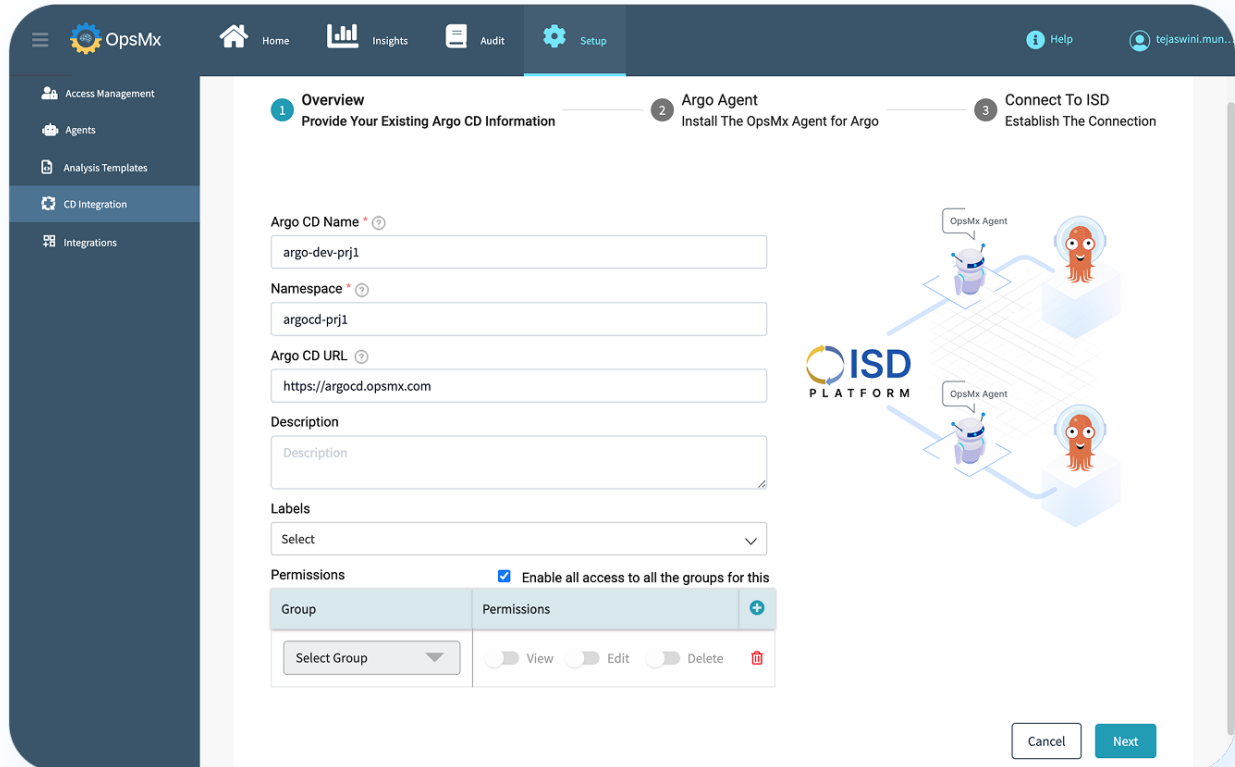 OpsMx
Home
Insights
Audit
Setup
Help
tejaswini.mun...
Access Management
Agents
Analysis Templates
CD Integration
Integrations
1
Overview
Provide Your Existing Argo CD Information
2
Argo Agent
Install The OpsMx Agent for Argo
3
Connect To ISD
Establish The Connection
Argo CD Name * ?
argo-dev-prj1
Namespace * ?
argocd-prj1
Argo CD URL ?
https://argocd.opsmx.com
Description
Description
Labels
Select
Permissions
Enable all access to all the groups for this
Group
Permissions
Select Group
View
Edit
Delete
OpsMx Agent
ISD
PLATFORM
OpsMx Agent
Cancel
Next